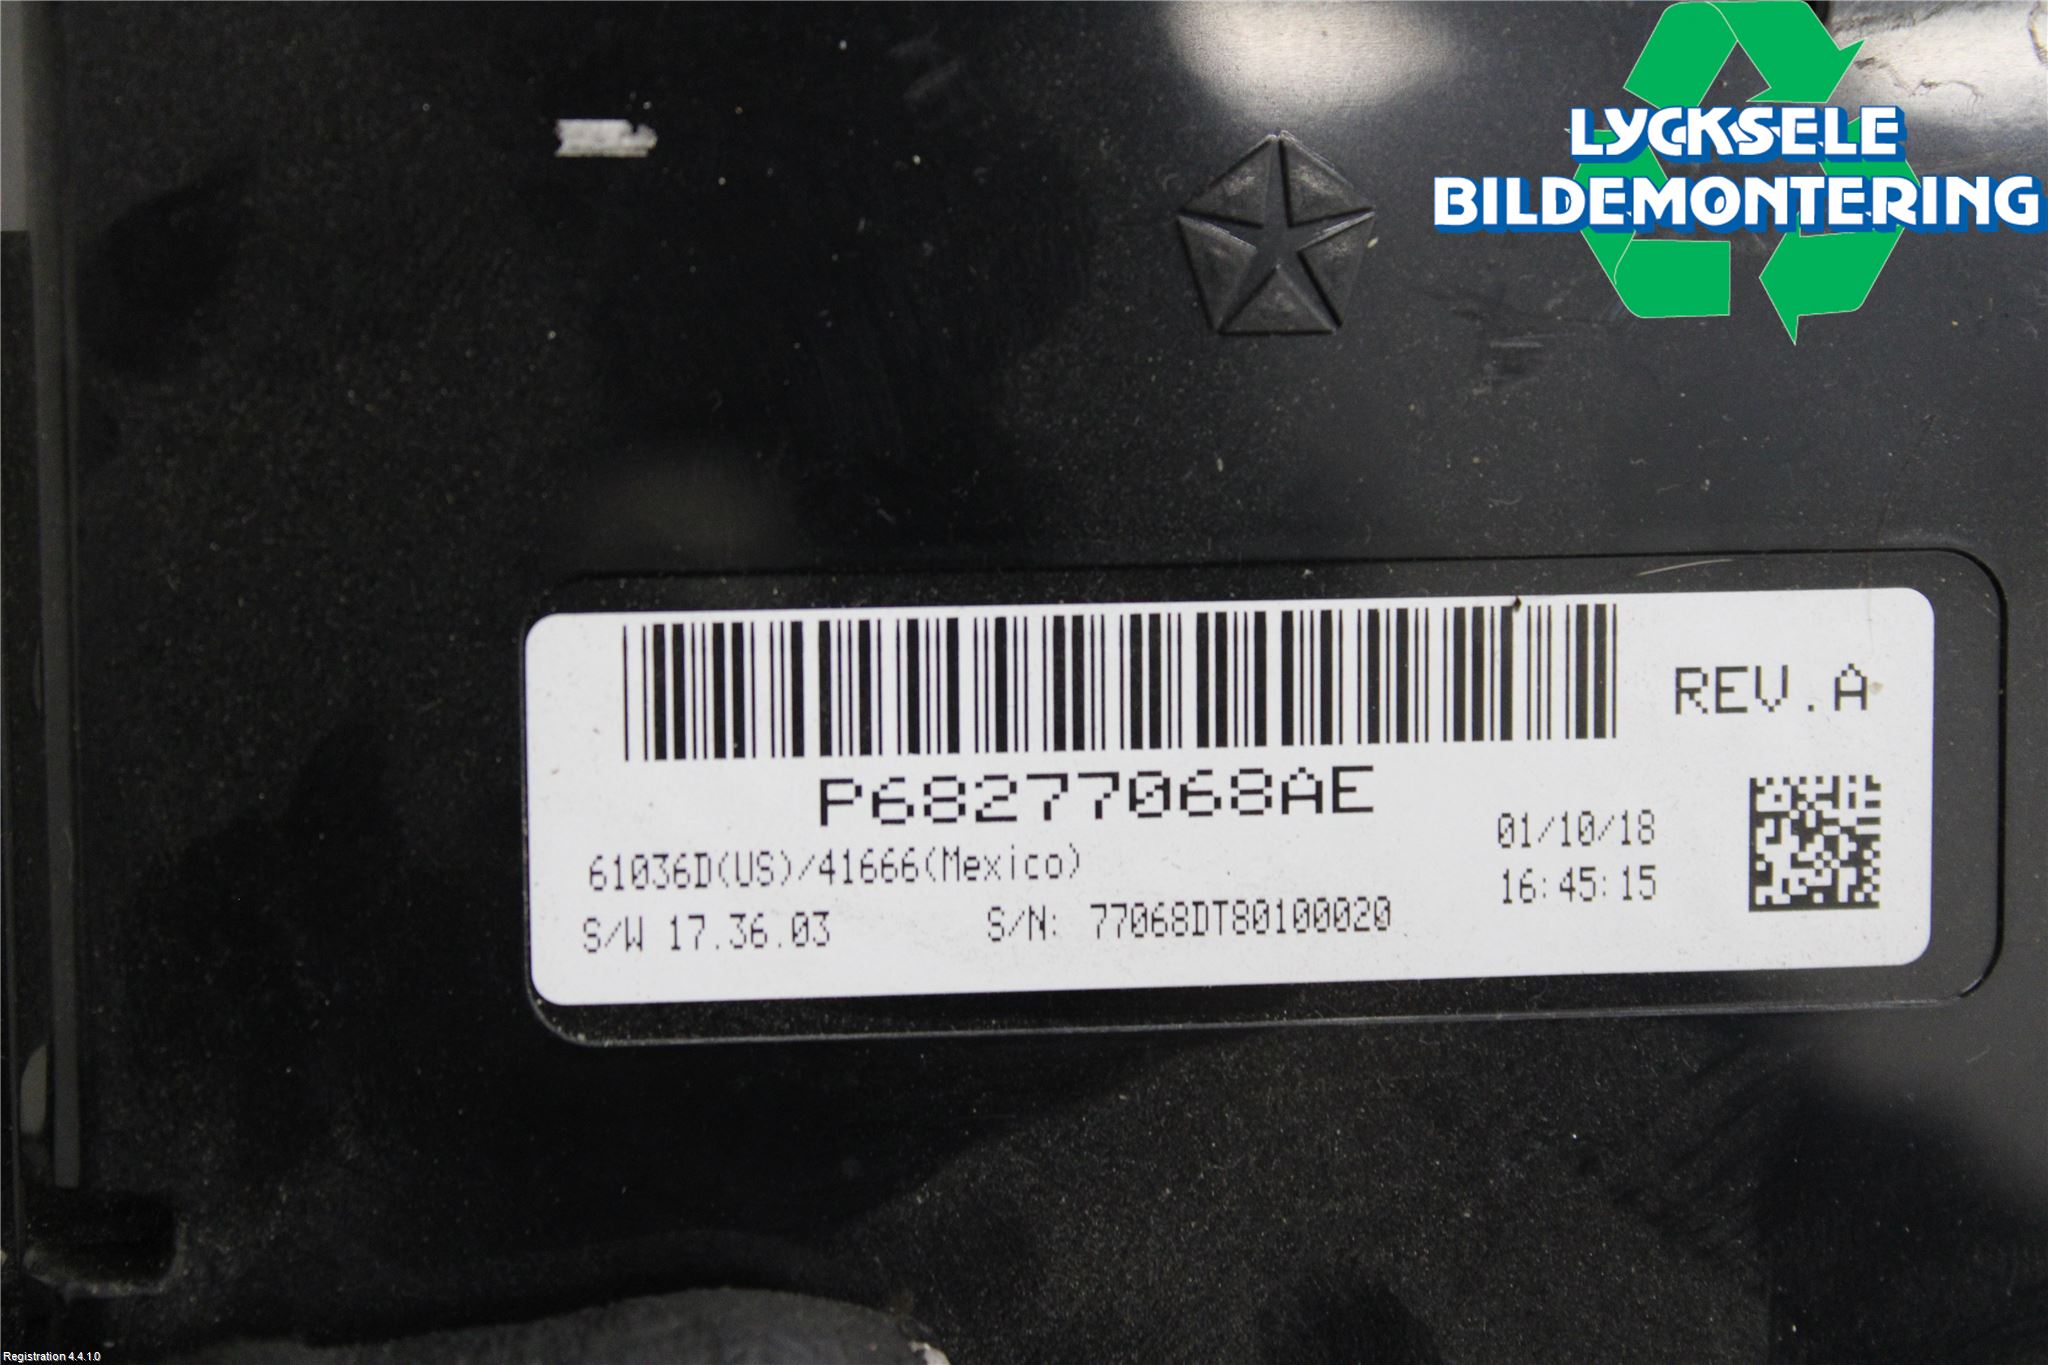 LYCKSELE
BILDEMONTERING
REV.A
P68277068AE
61036D(US)/41666(Mexico)
01/10/18
16:45:15
S/W 17.36.03
S/N: 77068DT80100020
Registration 4.4.1.0